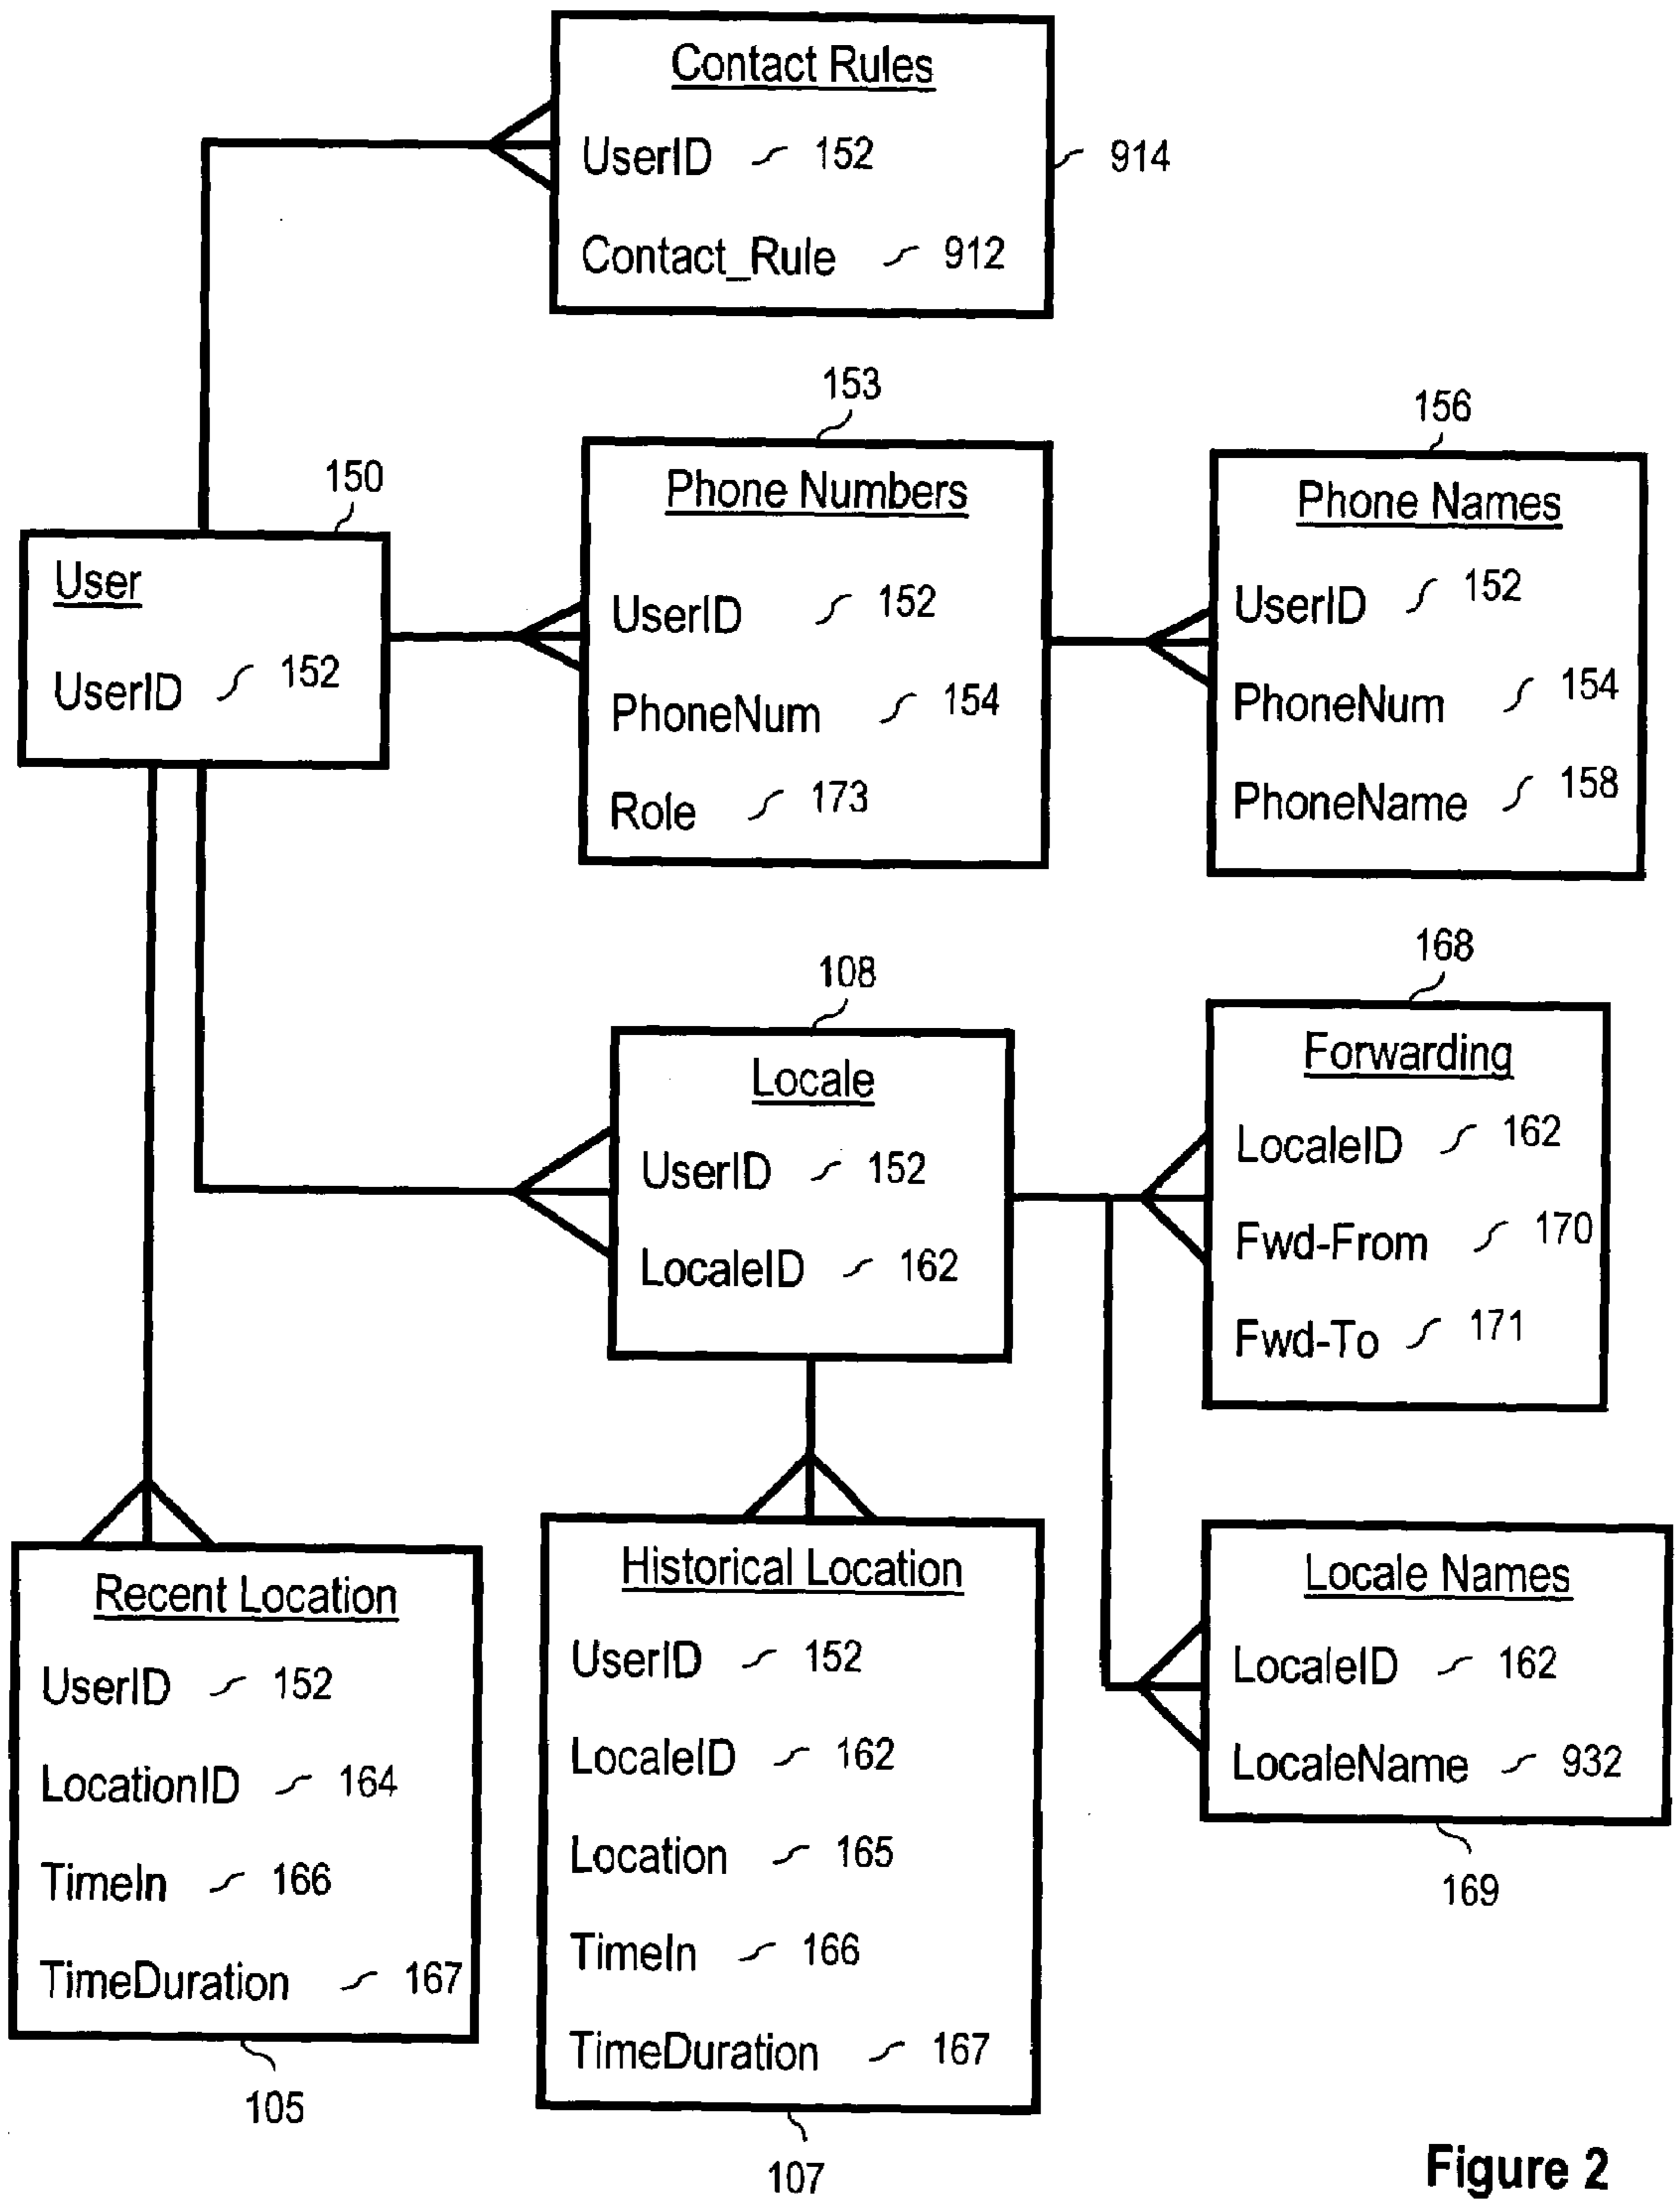 Contact Rules
UserID 152
914
Contact_Rule 912
153
156
150
Phone Numbers
Phone Names
User
UserID 152
UserID 152
PhoneNum 154
Role 173
UserID 152
PhoneNum 154
PhoneName 158
108
168
Locale
UserID 152
LocaleID 162
Forwarding
LocaleID 162
Fwd-From 170
Fwd-To 171
Recent Location
UserID 152
LocationID 164
TimeIn 166
TimeDuration 167
105
Historical Location
UserID 152
LocaleID 162
Location 165
TimeIn 166
TimeDuration 167
107
Locale Names
LocaleID 162
LocaleName 932
169
Figure 2